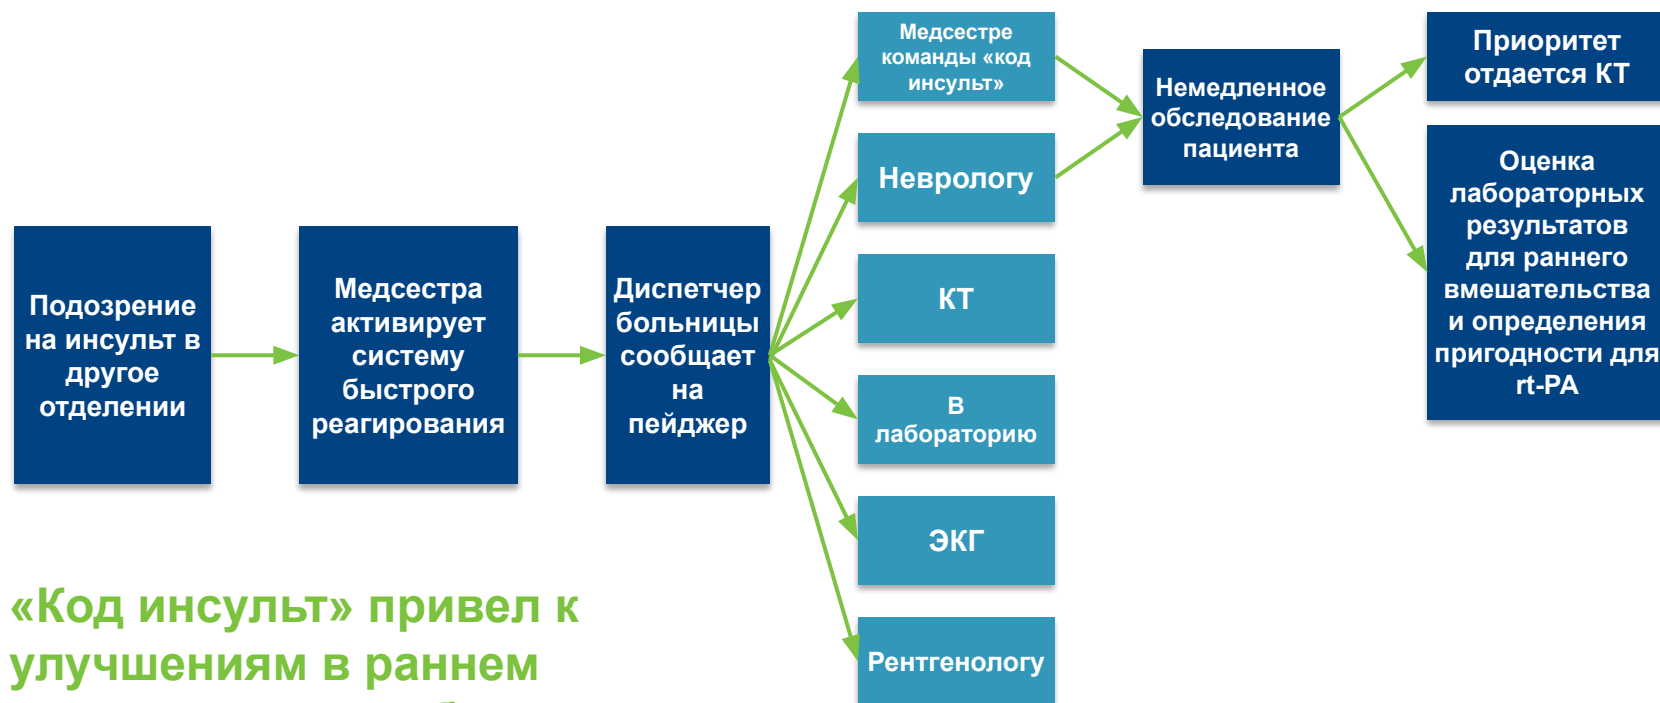 Подозрение
на инсульт в
другое
отделении
Медсестра
активирует
систему
быстрого
реагирования
Диспетчер
больницы
сообщает
на
пейджер
Медсестре
команды «код
инсульт»
Неврологу
КТ
В
лабораторию
ЭКГ
Рентгенологу
Немедленное
обследование
пациента
Приоритет
отдается КТ
Оценка
лабораторных
результатов
для раннего
вмешательства
и определения
пригодности для
rt-PA
«Код инсульт» привел к
улучшениям в раннем